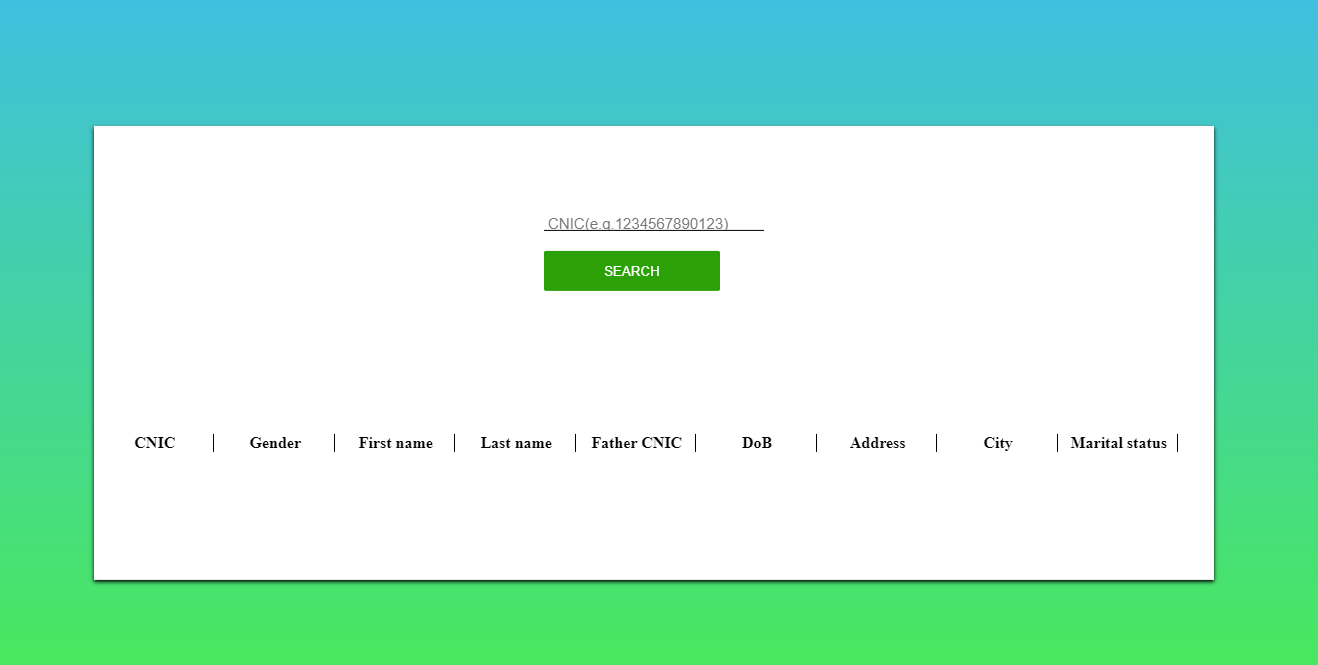 CNIC(e.g.1234567890123)
SEARCH
CNIC Gender First name Last name Father CNIC DoB Address City Marital status